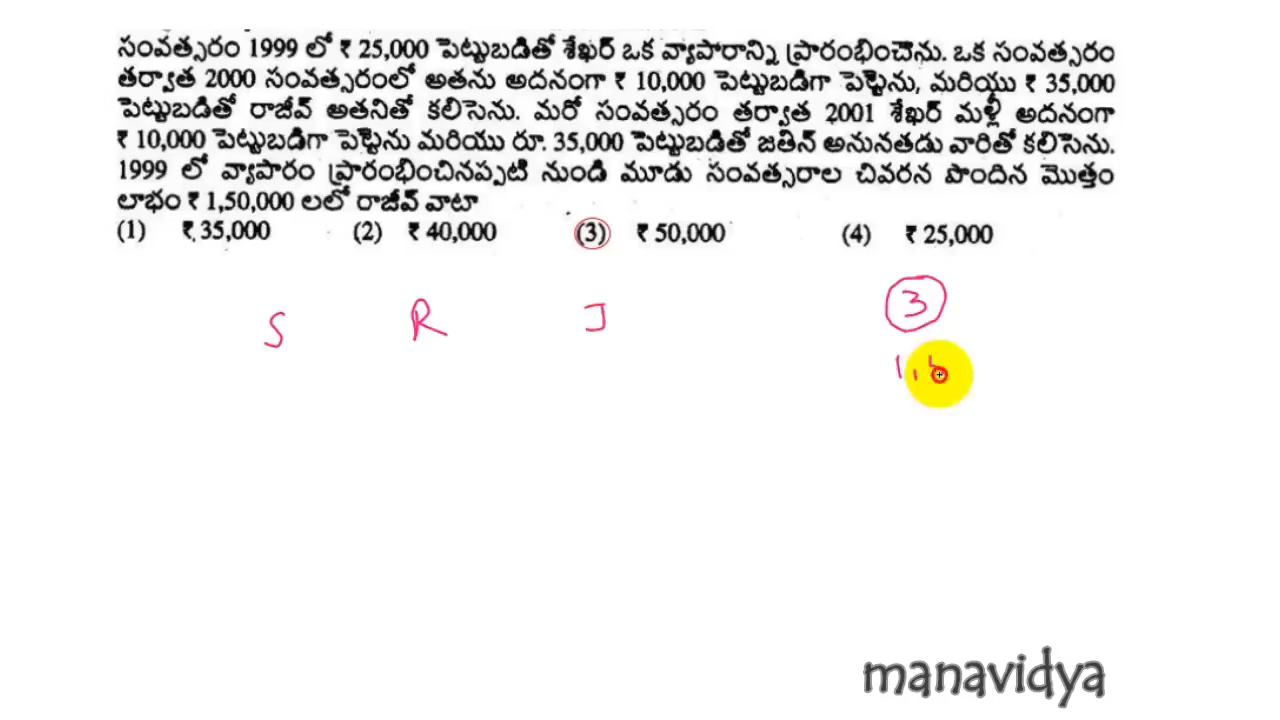 సంవత్సరం 1999 లో ₹ 25,000 పెట్టుబడితో శేఖర్ ఒక వ్యాపారాన్ని ప్రారంభించెను. ఒక సంవత్సరం
తర్వాత 2000 సంవత్సరంలో అతను అదనంగా ₹ 10,000 పెట్టుబడిగా పెట్టెను, మరియు ₹ 35,000
పెట్టుబడితో రాజీవ్ అతనితో కలిసెను. మరో సంవత్సరం తర్వాత 2001 శేఖర్ మళ్లీ అదనంగా
₹ 10,000 పెట్టుబడిగా పెట్టెను మరియు రూ. 35,000 పెట్టుబడితో జతిన్ అనునతడు వారితో కలిసెను.
1999 లో వ్యాపారం ప్రారంభించినప్పటి నుండి మూడు సంవత్సరాల చివరన పొందిన మొత్తం
లాభం ₹ 1,50,000 లలో రాజీవ్ వాటా
(1) ₹ 35,000 (2) ₹ 40,000 (3) ₹ 50,000 (4) ₹ 25,000
S R J 3
manavidya